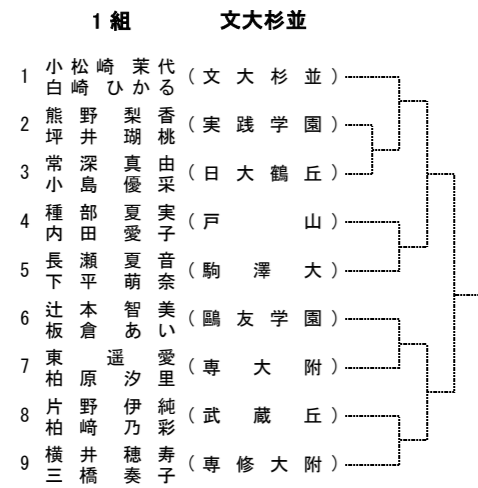 1組 文大杉並
小松崎 茉代
1 (文大杉並)
白崎 ひかる
熊野 梨香
2 (実践学園)
坪井 瑚桃
常深 真由
3 (日大鶴丘)
小島 優采
種部 夏実
4 (戸山)
内田 愛子
長瀬 夏音
5 (駒澤大)
下平 萌奈
辻本 智美
6 (鷗友学園)
板倉 あい
東 遥愛
7 (専大附)
柏原 汐里
片野 伊純
8 (武蔵丘)
柏﨑 乃彩
横井 穂寿
9 (専修大附)
三橋 奏子